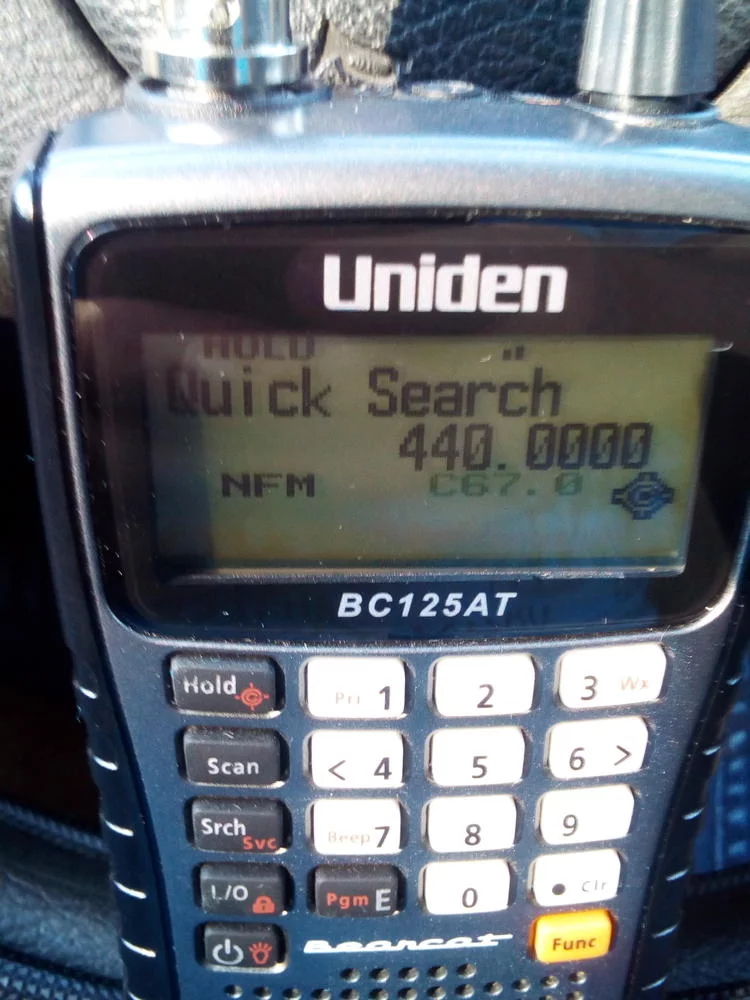 Uniden
HOLD
Quick Search
440.0000
NFM C67.0 C
BC125AT
Hold C Pri 1 2 3 Wx
Scan < 4 5 6 >
Srch Svc Beep 7 8 9
L/O Pgm E 0 . Clr
Bearcat Func